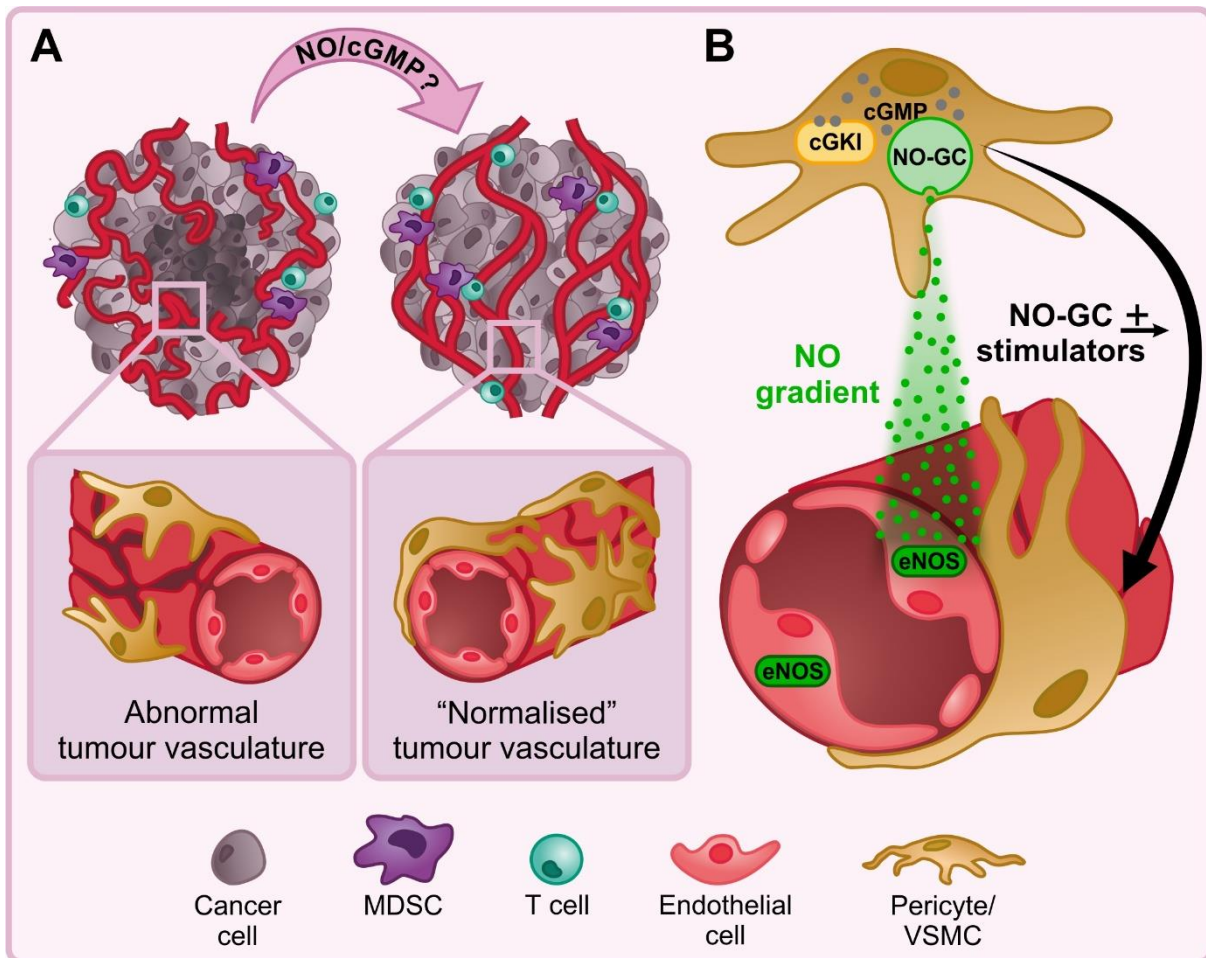 A
NO/cGMP?
Abnormal
tumour vasculature
“Normalised”
tumour vasculature
B
cGMP
cGKI
NO-GC
NO-GC +
stimulators
NO
gradient
eNOS
eNOS
Cancer
cell
MDSC
T cell
Endothelial
cell
Pericyte/
VSMC